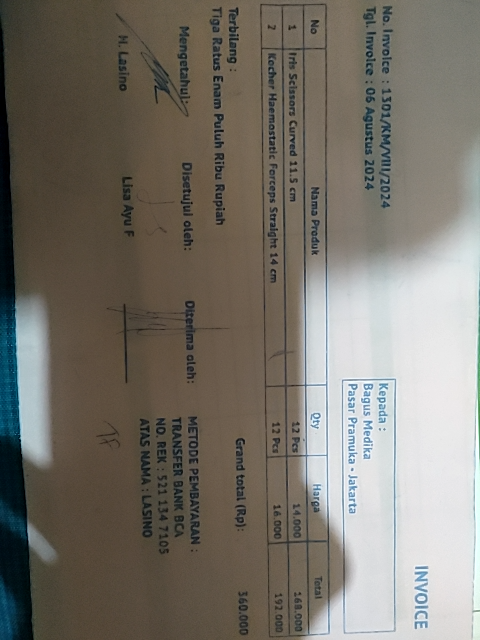 INVOICE
No. Invoice : 1301/KM/VIII/2024
Tgl. Invoice : 06 Agustus 2024
Kepada :
Bagus Medika
Pasar Pramuka - Jakarta
No Nama Produk Qty Harga Total
1 Iris Scissors Curved 11.5 cm 12 Pcs 14.000 168.000
2 Kocher Haemostatic Forceps Straight 14 cm 12 Pcs 16.000 192.000
Grand total (Rp): 360.000
Terbilang :
Tiga Ratus Enam Puluh Ribu Rupiah
Mengetahui: Disetujui oleh: Diterima oleh:
M. Lasino Lisa Ayu F
METODE PEMBAYARAN :
TRANSFER BANK BCA
NO. REK : 521 134 7105
ATAS NAMA : LASINO